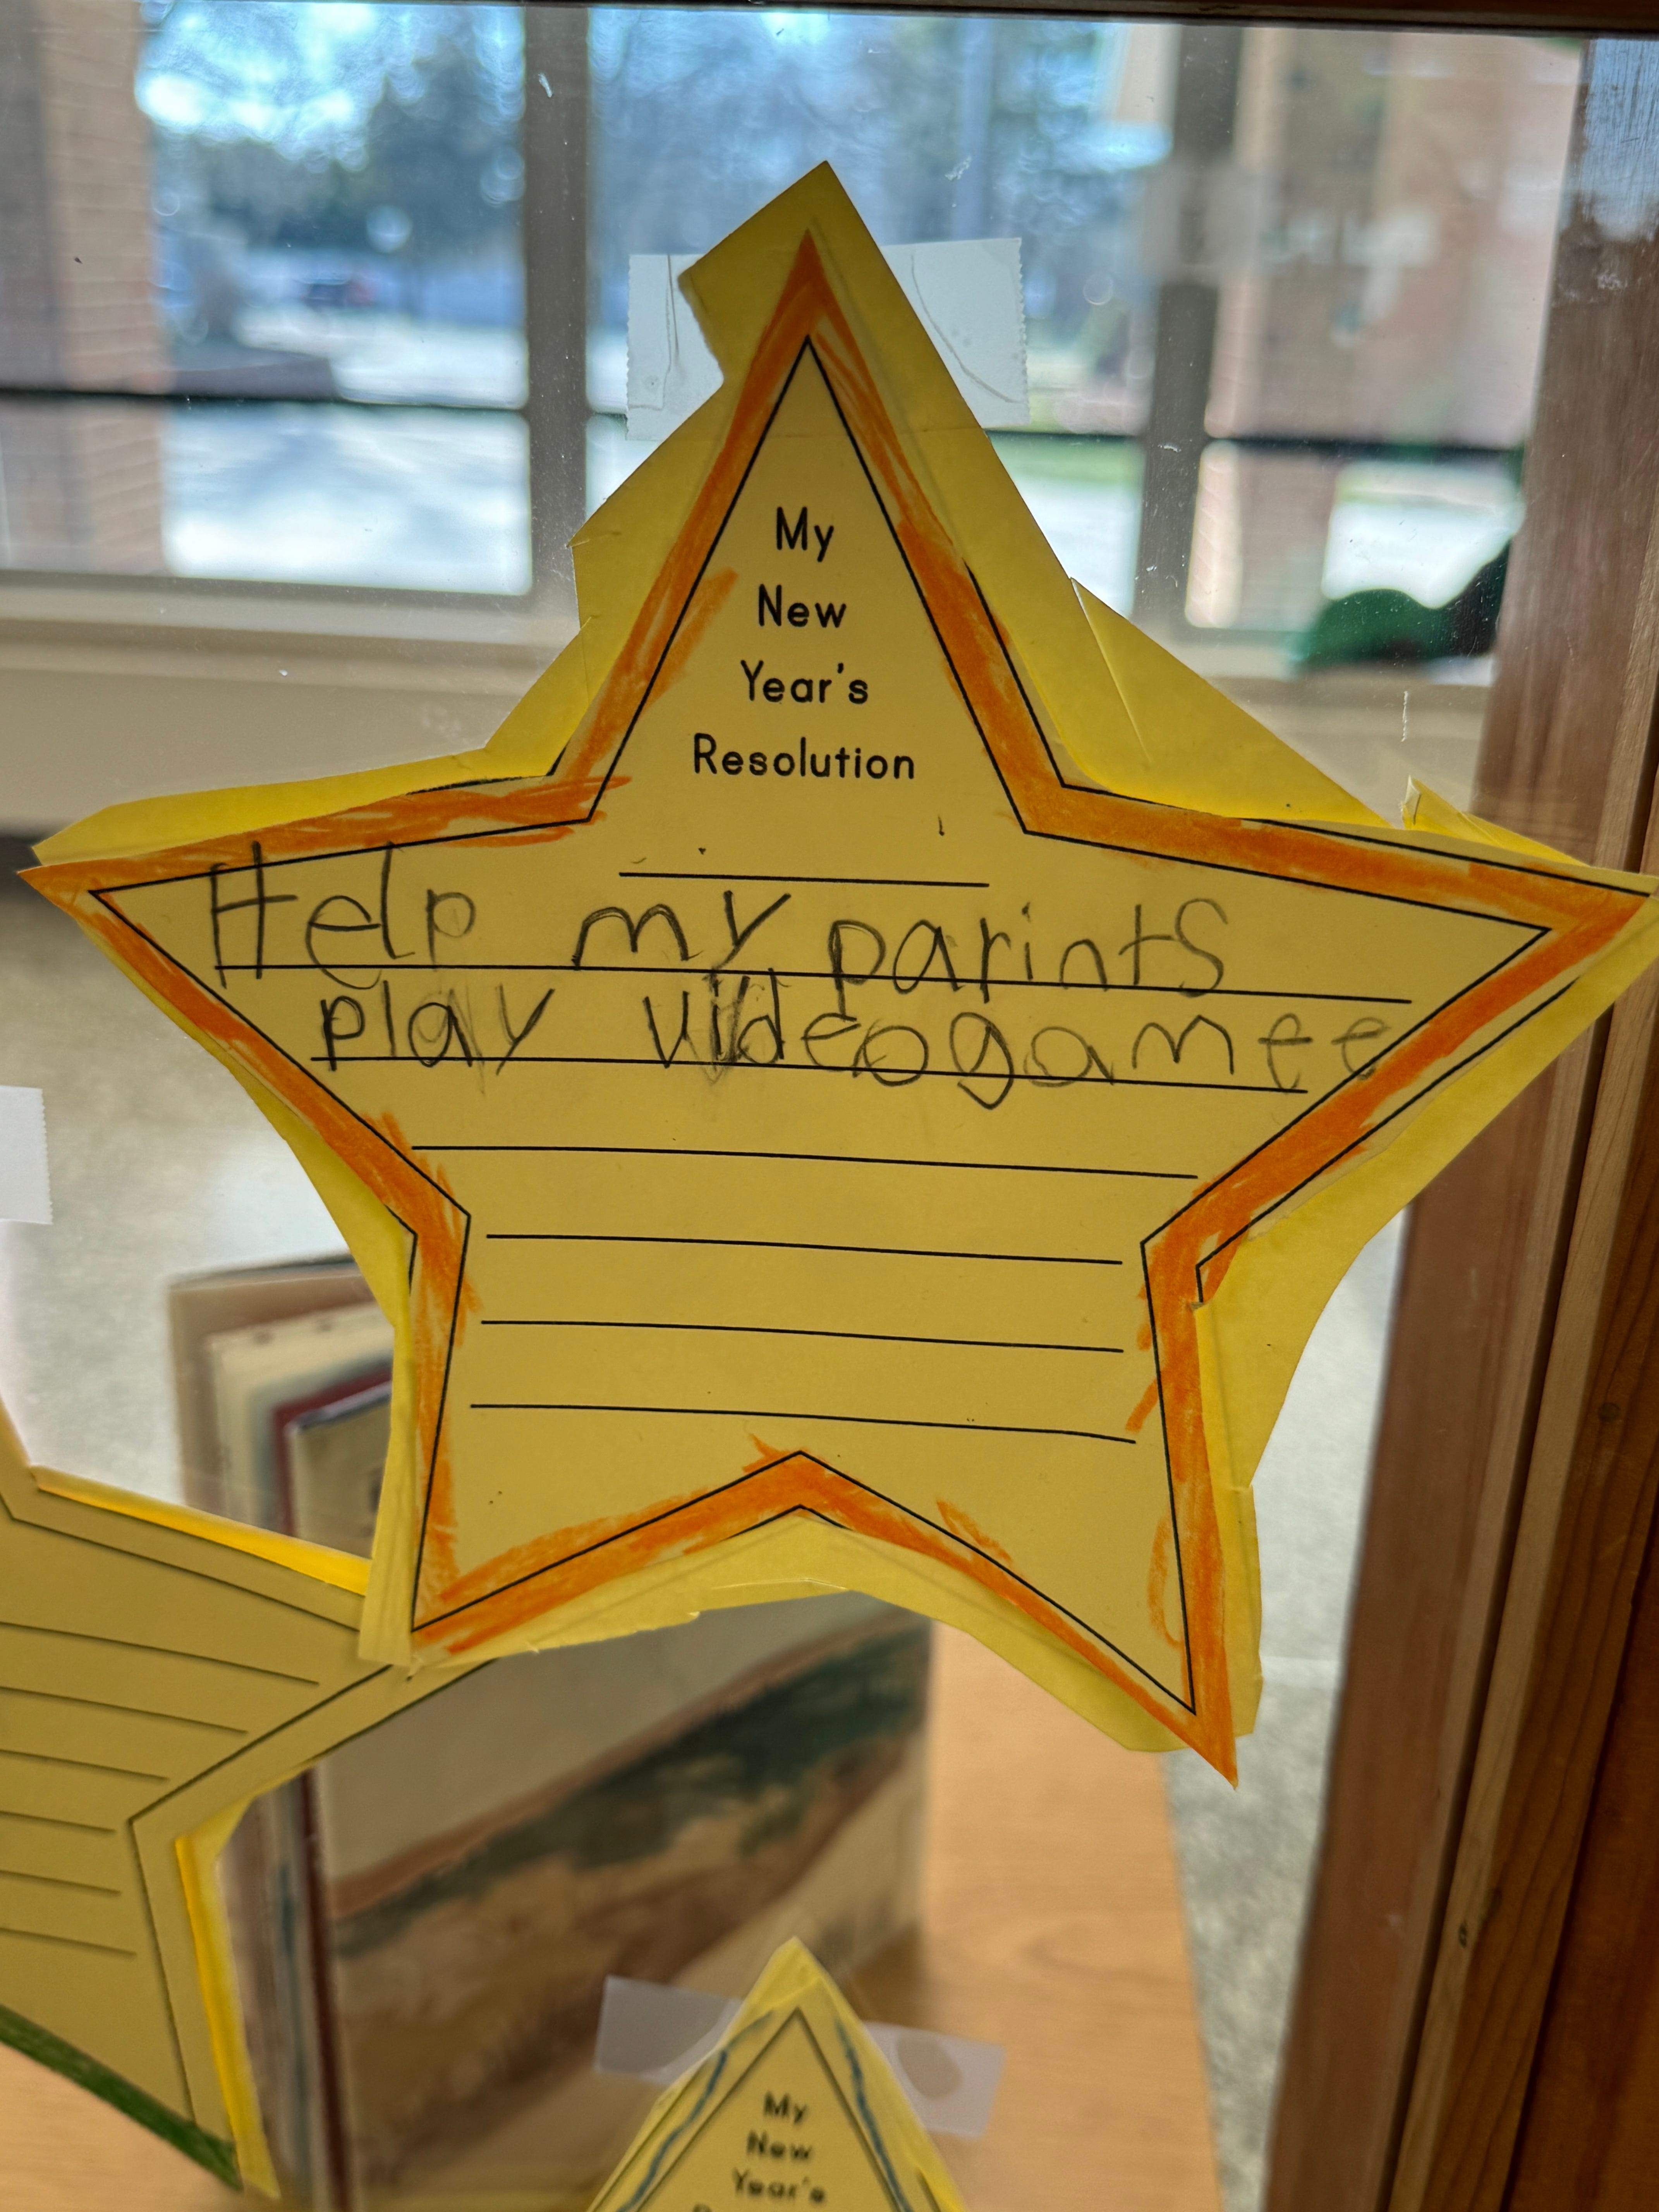 My
New
Year's
Resolution
Help my parints
play videogamee
My
New
Year's